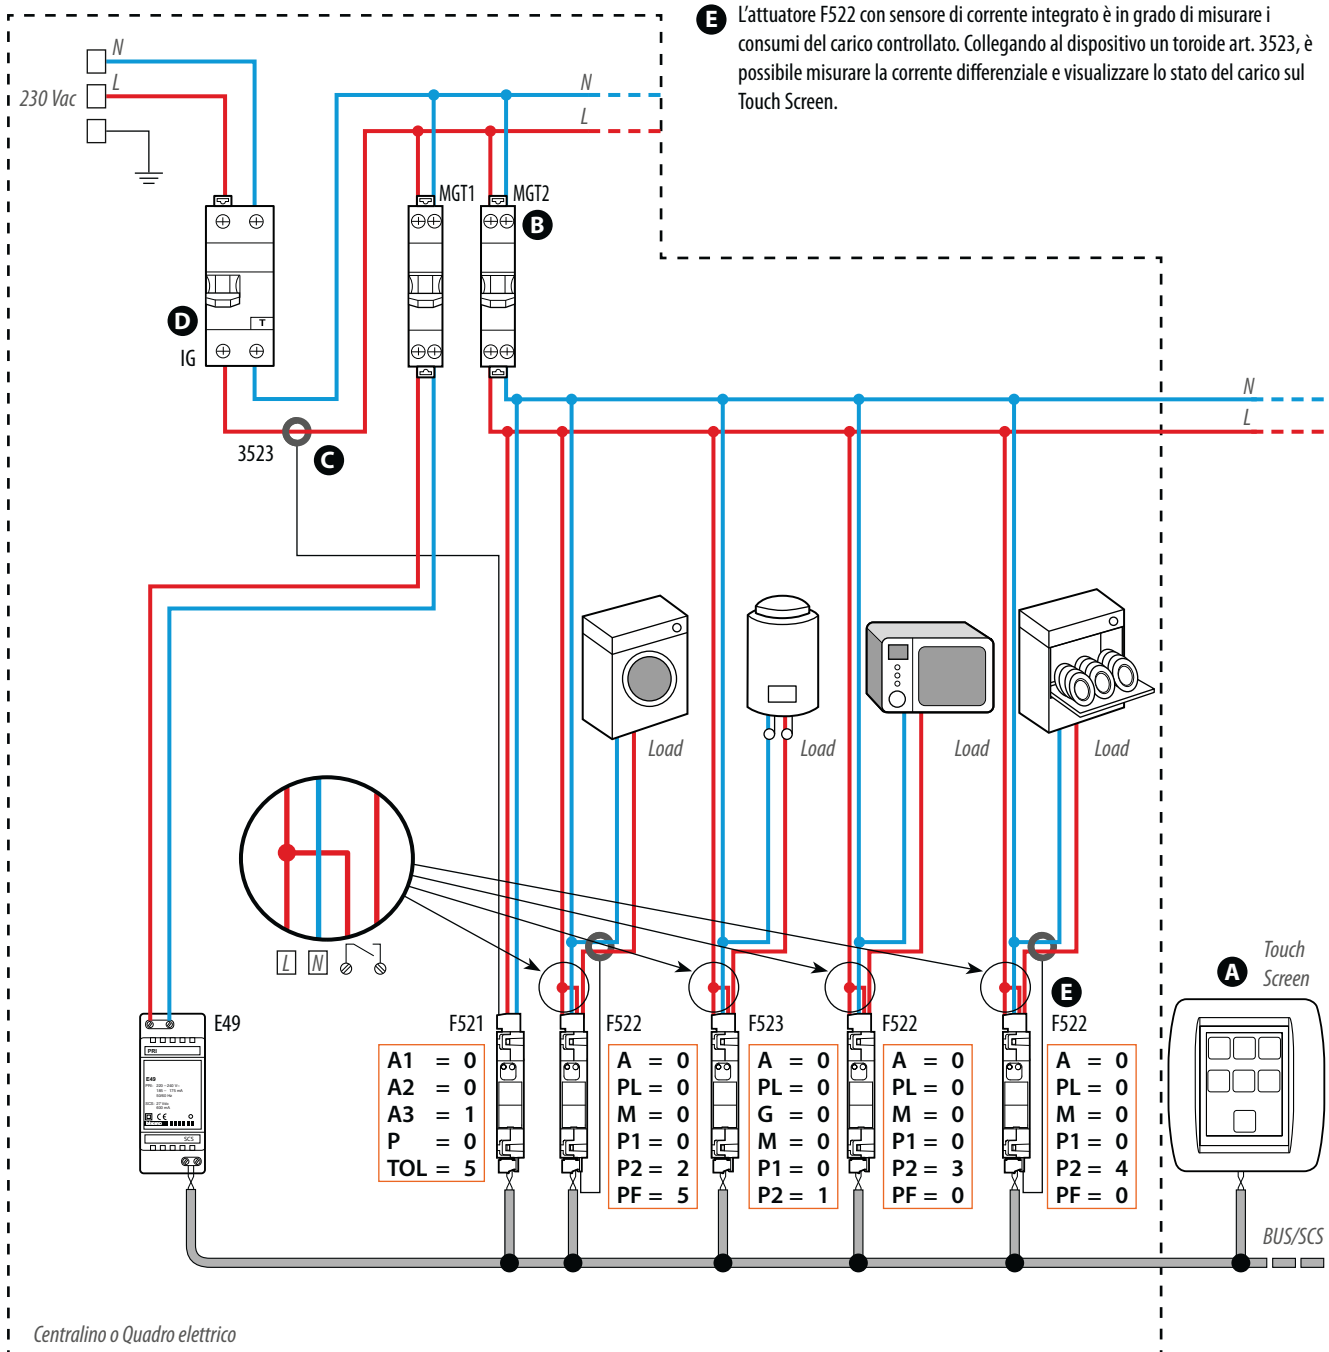 E L'attuatore F522 con sensore di corrente integrato è in grado di misurare i
consumi del carico controllato. Collegando al dispositivo un toroide art. 3523, è
possibile misurare la corrente differenziale e visualizzare lo stato del carico sul
Touch Screen.
N
L
230 Vac
N
L
MGT1
MGT2
B
D
T
IG
N
L
3523
C
Load
Load
Load
Load
L N
A
Touch
Screen
E
E49
F521
F522
F523
F522
F522
PRI
E49
SCS
A1 = 0
A2 = 0
A3 = 1
P = 0
TOL = 5
A = 0
PL = 0
M = 0
P1 = 0
P2 = 2
PF = 5
A = 0
PL = 0
G = 0
M = 0
P1 = 0
P2 = 1
A = 0
PL = 0
M = 0
P1 = 0
P2 = 3
PF = 0
A = 0
PL = 0
M = 0
P1 = 0
P2 = 4
PF = 0
BUS/SCS
Centralino o Quadro elettrico